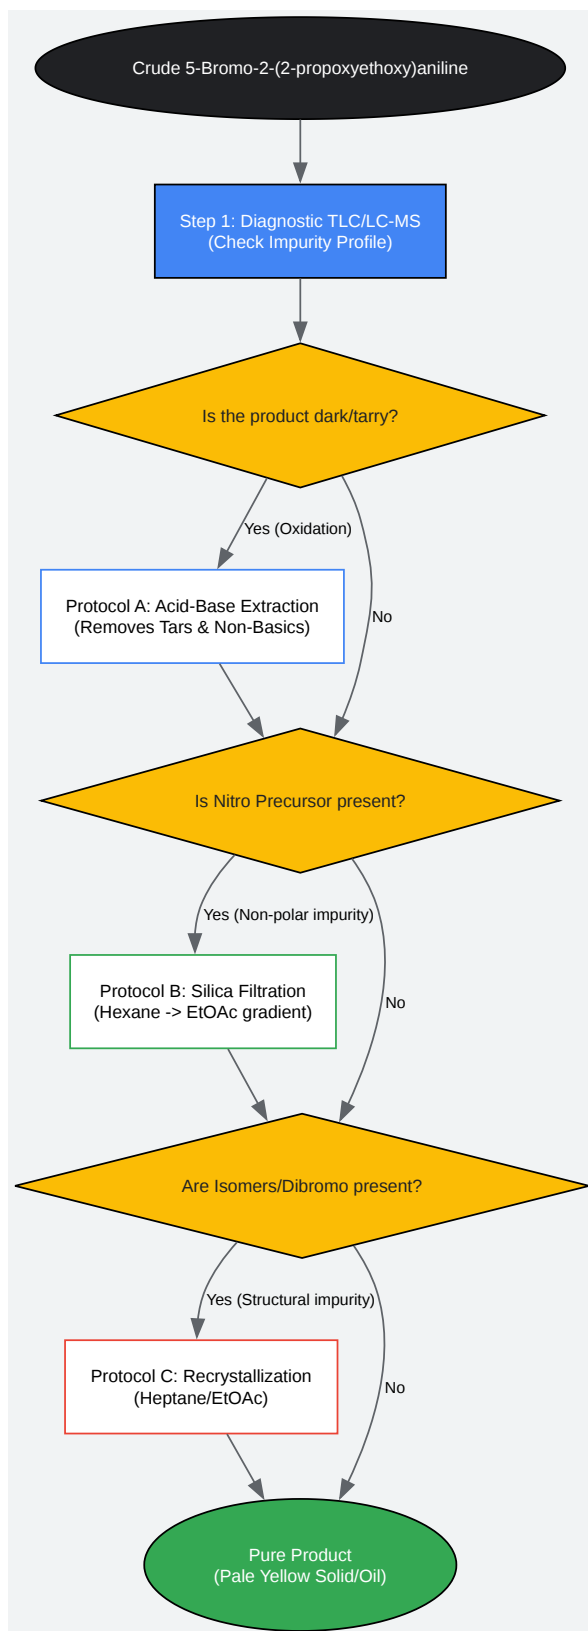 Crude 5-Bromo-2-(2-propoxyethoxy)aniline
Step 1: Diagnostic TLC/LC-MS
(Check Impurity Profile)
Is the product dark/tarry?
Yes (Oxidation)
Protocol A: Acid-Base Extraction
(Removes Tars & Non-Basics)
No
Is Nitro Precursor present?
Yes (Non-polar impurity)
Protocol B: Silica Filtration
(Hexane -> EtOAc gradient)
No
Are Isomers/Dibromo present?
Yes (Structural impurity)
Protocol C: Recrystallization
(Heptane/EtOAc)
No
Pure Product
(Pale Yellow Solid/Oil)